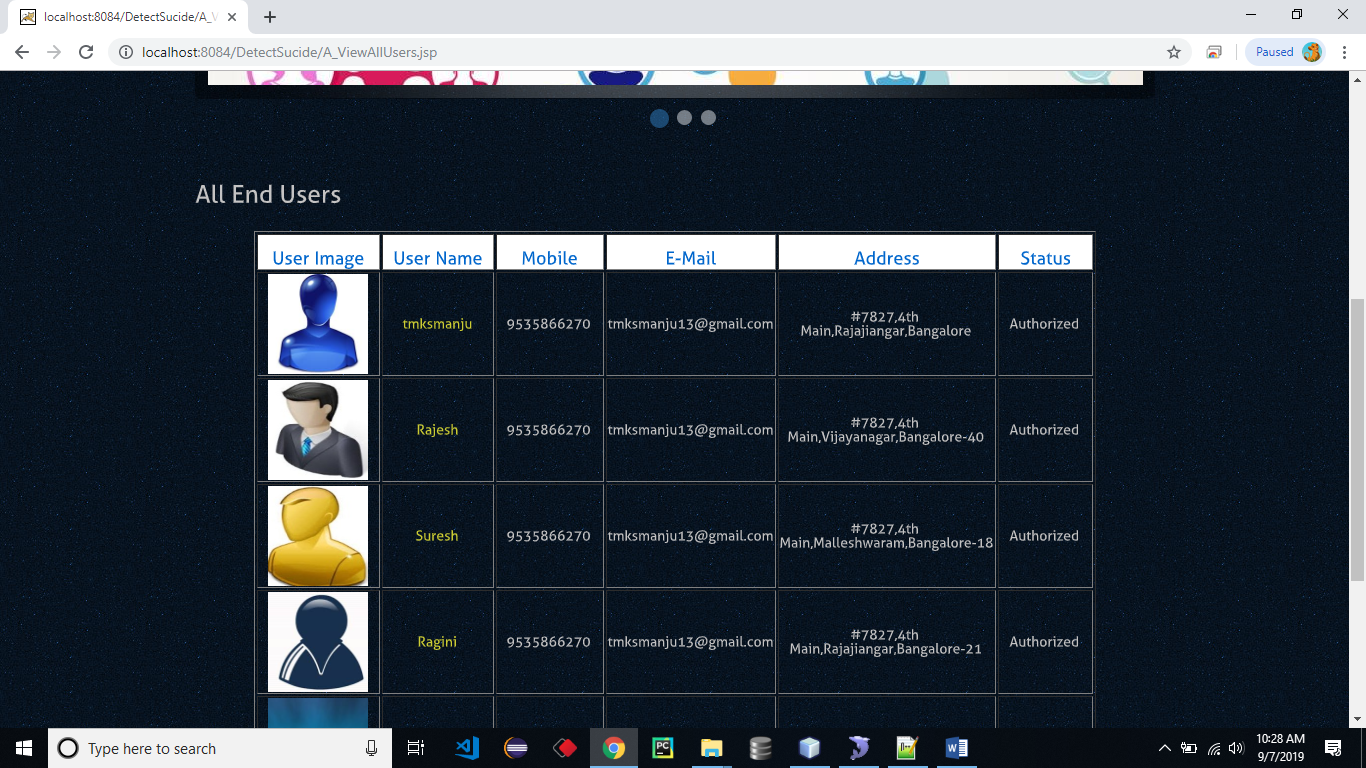 localhost:8084/DetectSucide/A_V
localhost:8084/DetectSucide/A_ViewAllUsers.jsp
Paused
All End Users
User Image User Name Mobile E-Mail Address Status
tmksmanju 9535866270 tmksmanju13@gmail.com #7827,4th Main,Rajajiangar,Bangalore Authorized
Rajesh 9535866270 tmksmanju13@gmail.com #7827,4th Main,Vijayanagar,Bangalore-40 Authorized
Suresh 9535866270 tmksmanju13@gmail.com #7827,4th Main,Malleshwaram,Bangalore-18 Authorized
Ragini 9535866270 tmksmanju13@gmail.com #7827,4th Main,Rajajiangar,Bangalore-21 Authorized
Type here to search
PC
W
10:28 AM
9/7/2019